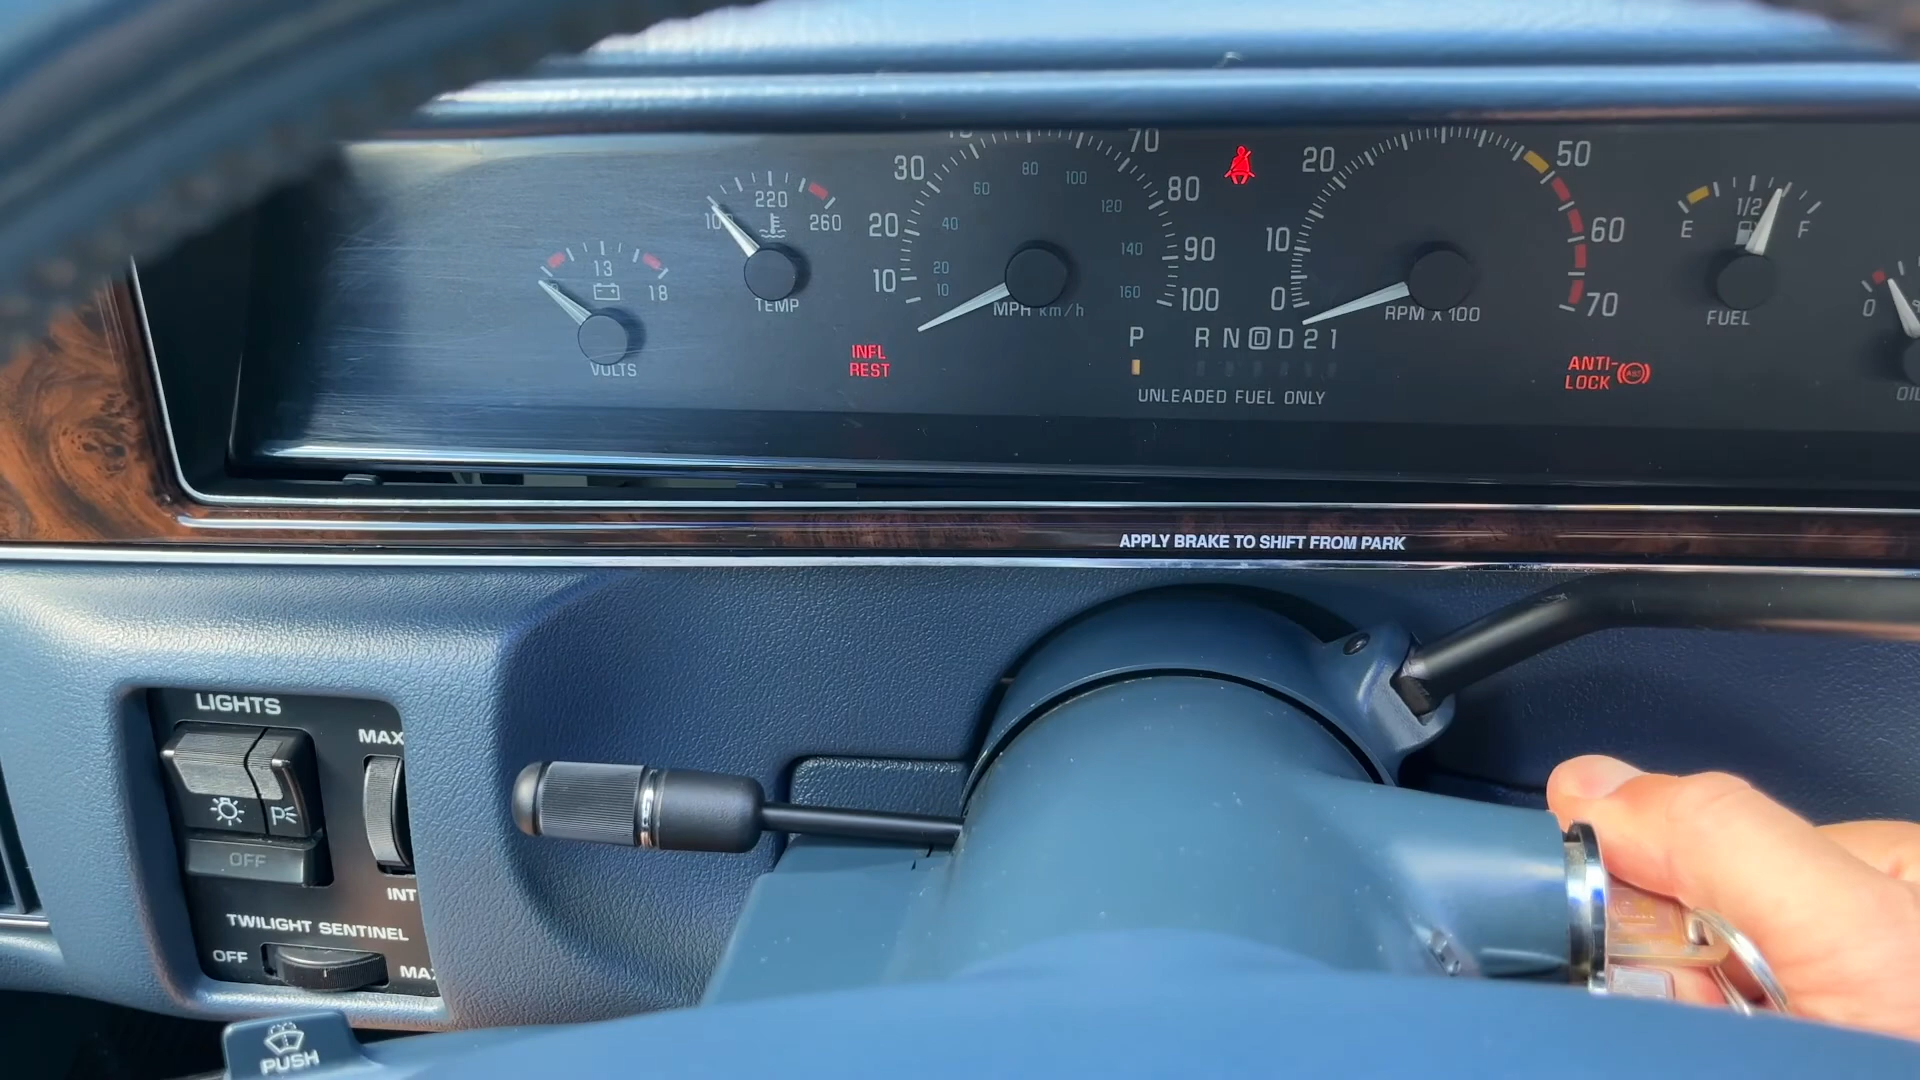 70
30
20
50
80
100
60
220
80
1/2
260
120
20
40
10
60
E
F
90
140
13
20
10
10
160
100
0
70
18
TEMP
MPH km/h
RPM X 100
FUEL
0
P R N D D 2 1
VOLTS
INFL
REST
ANTI-
LOCK
UNLEADED FUEL ONLY
APPLY BRAKE TO SHIFT FROM PARK
LIGHTS
MAX
P
OFF
INT
TWILIGHT SENTINEL
OFF
PUSH